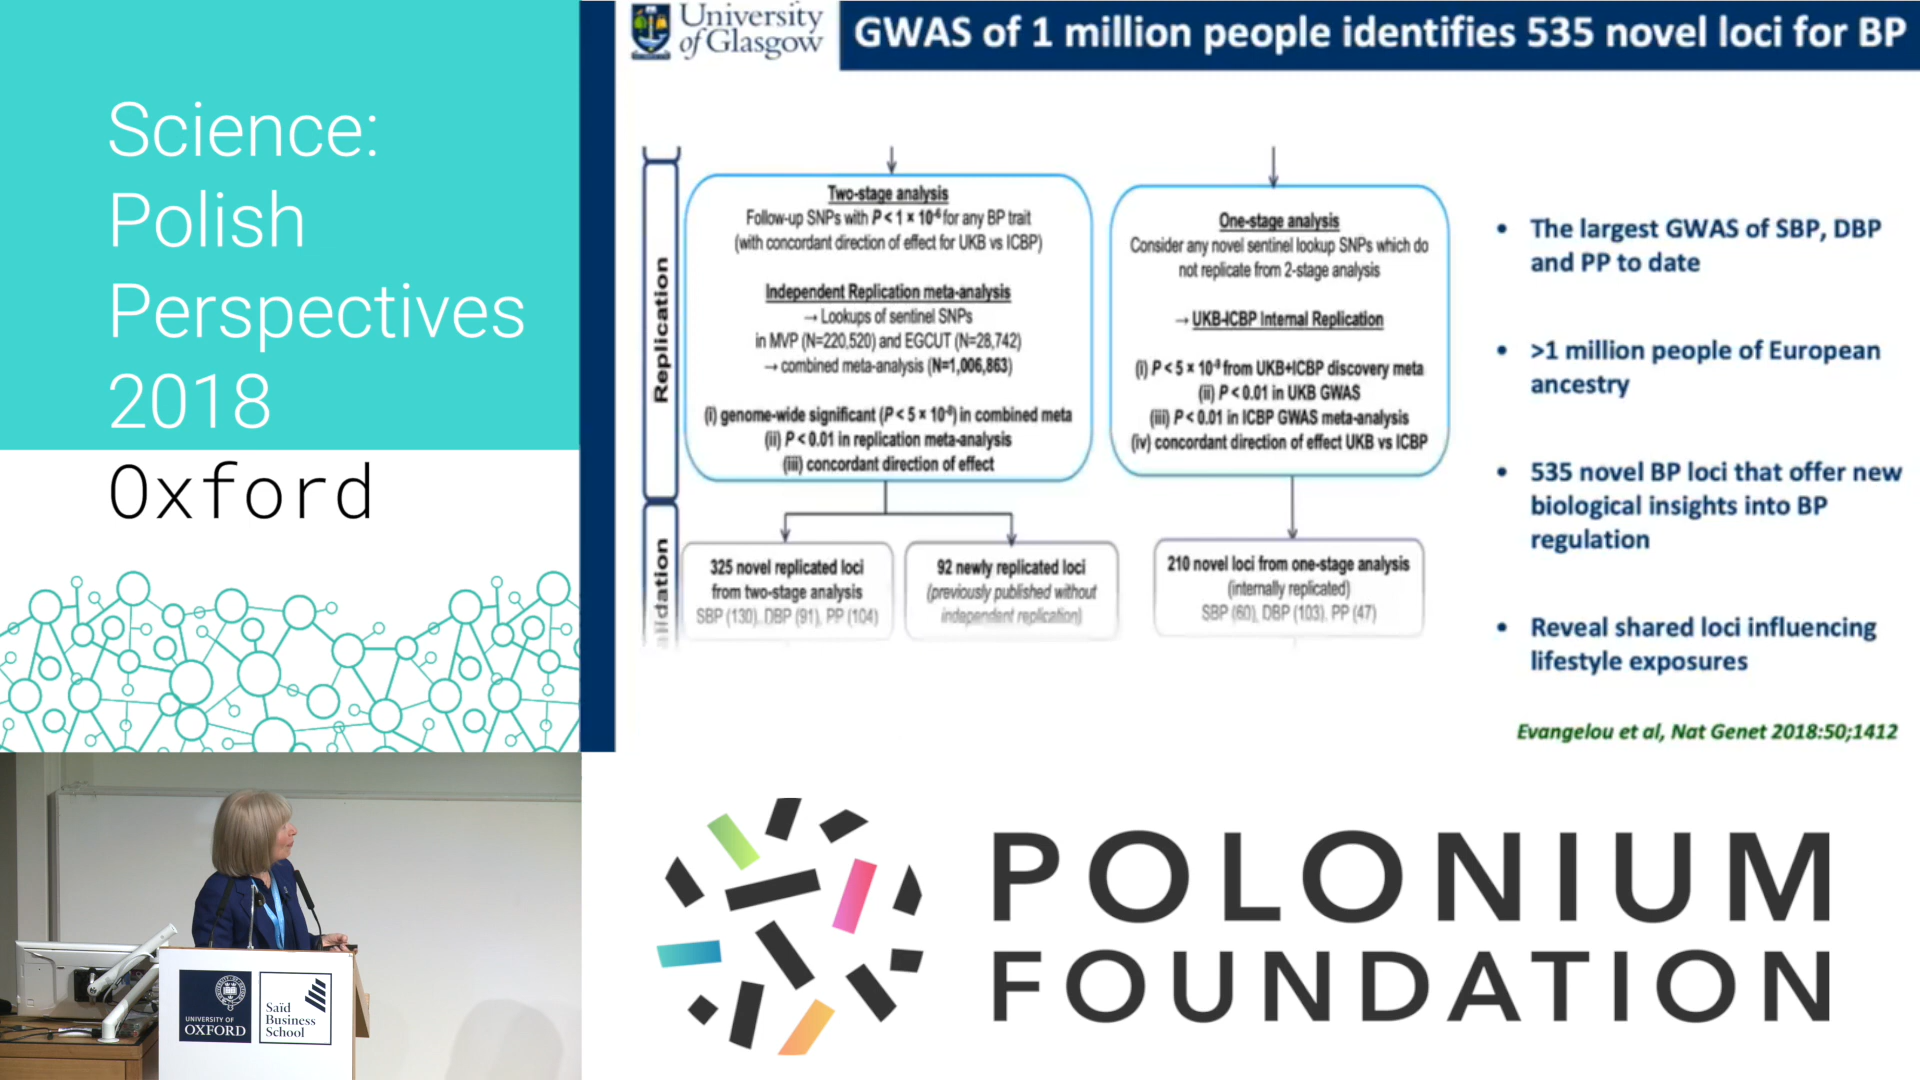 Science:
Polish
Perspectives
2018
Oxford
University
of Glasgow
GWAS of 1 million people identifies 535 novel loci for BP
Replication
Two-stage analysis
Follow-up SNPs with P < 1 × 10⁻⁶ for any BP trait
(with concordant direction of effect for UKB vs ICBP)
Independent Replication meta-analysis
→ Lookups of sentinel SNPs
in MVP (N=220,520) and EGCUT (N=28,742)
→ combined meta-analysis (N=1,006,863)
(i) genome-wide significant (P < 5 × 10⁻⁸) in combined meta
(ii) P < 0.01 in replication meta-analysis
(iii) concordant direction of effect
One-stage analysis
Consider any novel sentinel lookup SNPs which do
not replicate from 2-stage analysis
→ UKB-ICBP Internal Replication
(i) P < 5 × 10⁻⁹ from UKB+ICBP discovery meta
(ii) P < 0.01 in UKB GWAS
(iii) P < 0.01 in ICBP GWAS meta-analysis
(iv) concordant direction of effect UKB vs ICBP
alidation
325 novel replicated loci
from two-stage analysis
SBP (130), DBP (91), PP (104)
92 newly replicated loci
(previously published without
independent replication)
210 novel loci from one-stage analysis
(internally replicated)
SBP (60), DBP (103), PP (47)
• The largest GWAS of SBP, DBP
and PP to date
• >1 million people of European
ancestry
• 535 novel BP loci that offer new
biological insights into BP
regulation
• Reveal shared loci influencing
lifestyle exposures
Evangelou et al, Nat Genet 2018:50;1412
UNIVERSITY OF
OXFORD
Saïd
Business
School
POLONIUM
FOUNDATION